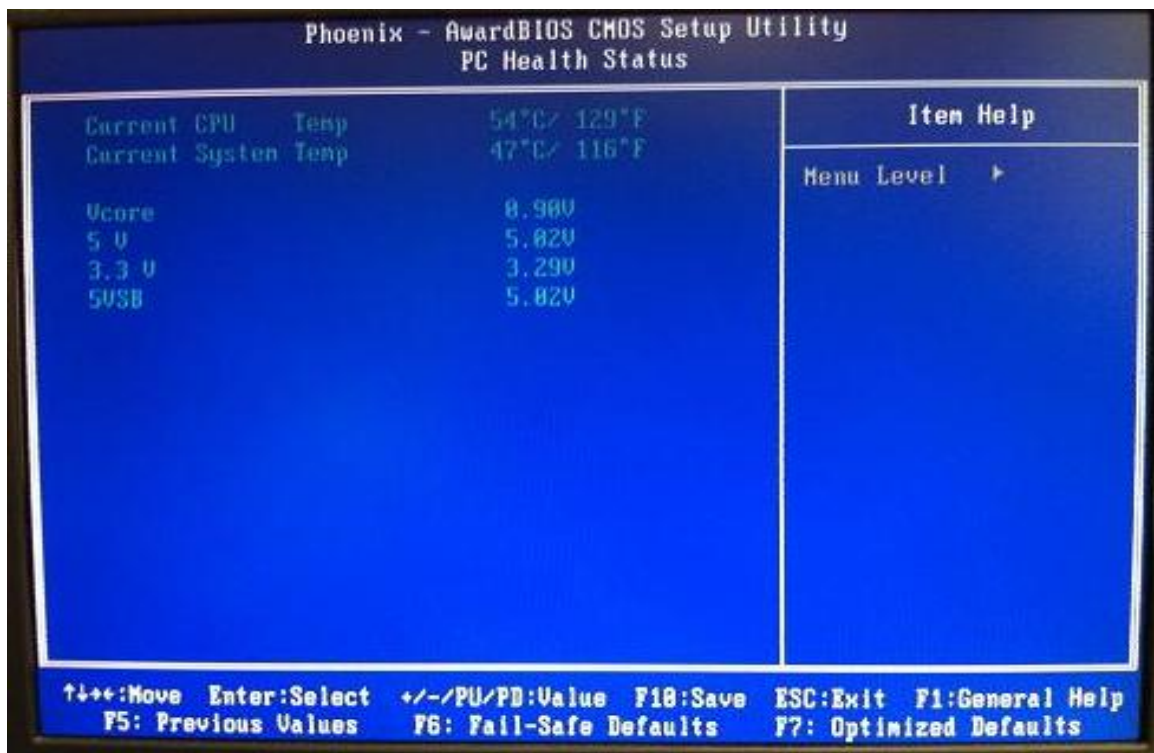 Phoenix - AwardBIOS CMOS Setup Utility
PC Health Status
Current CPU Temp 54°C/ 129°F
Current System Temp 47°C/ 116°F
Vcore 0.90V
5 V 5.02V
3.3 V 3.29V
5VSB 5.02V
Item Help
Menu Level ▸
↑↓→←:Move Enter:Select +/-/PU/PD:Value F10:Save ESC:Exit F1:General Help
F5: Previous Values F6: Fail-Safe Defaults F7: Optimized Defaults